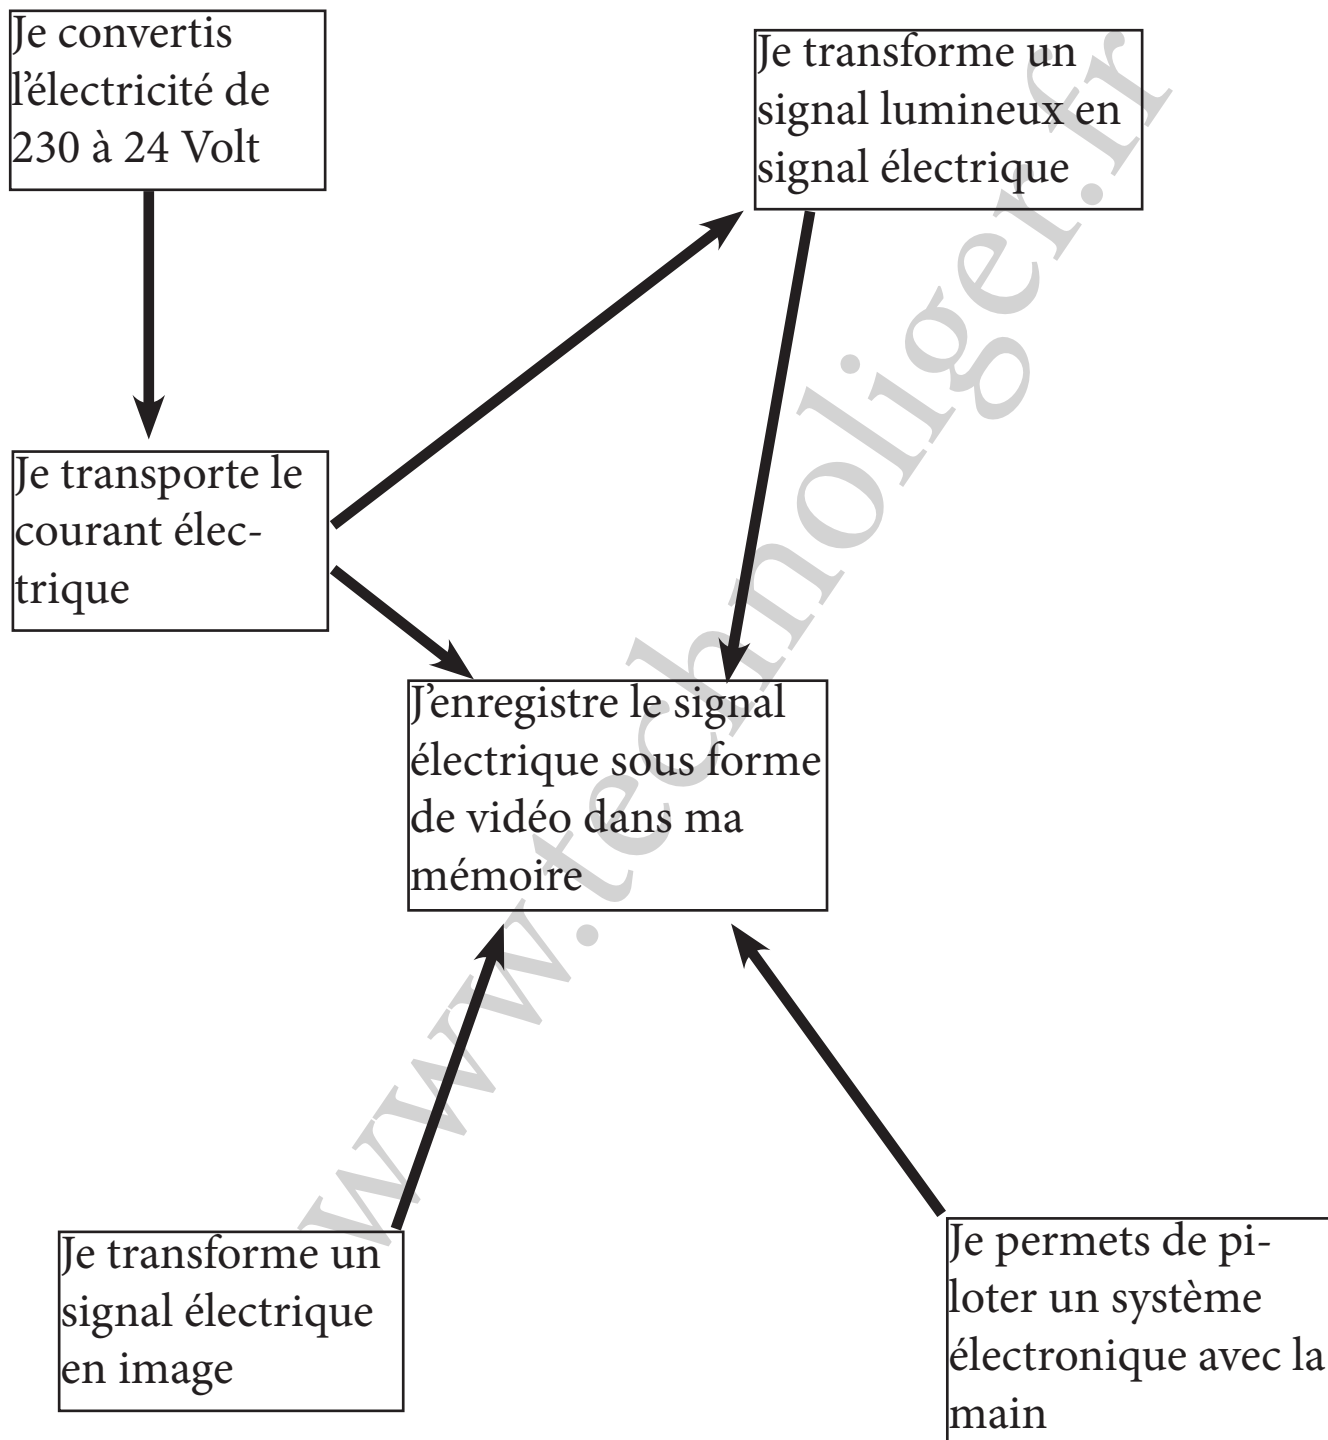 Je convertis
l'électricité de
230 à 24 Volt
Je transforme un
signal lumineux en
signal électrique
Je transporte le
courant élec-
trique
J'enregistre le signal
électrique sous forme
de vidéo dans ma
mémoire
Je transforme un
signal électrique
en image
Je permets de pi-
loter un système
électronique avec la
main
www.technoliger.fr